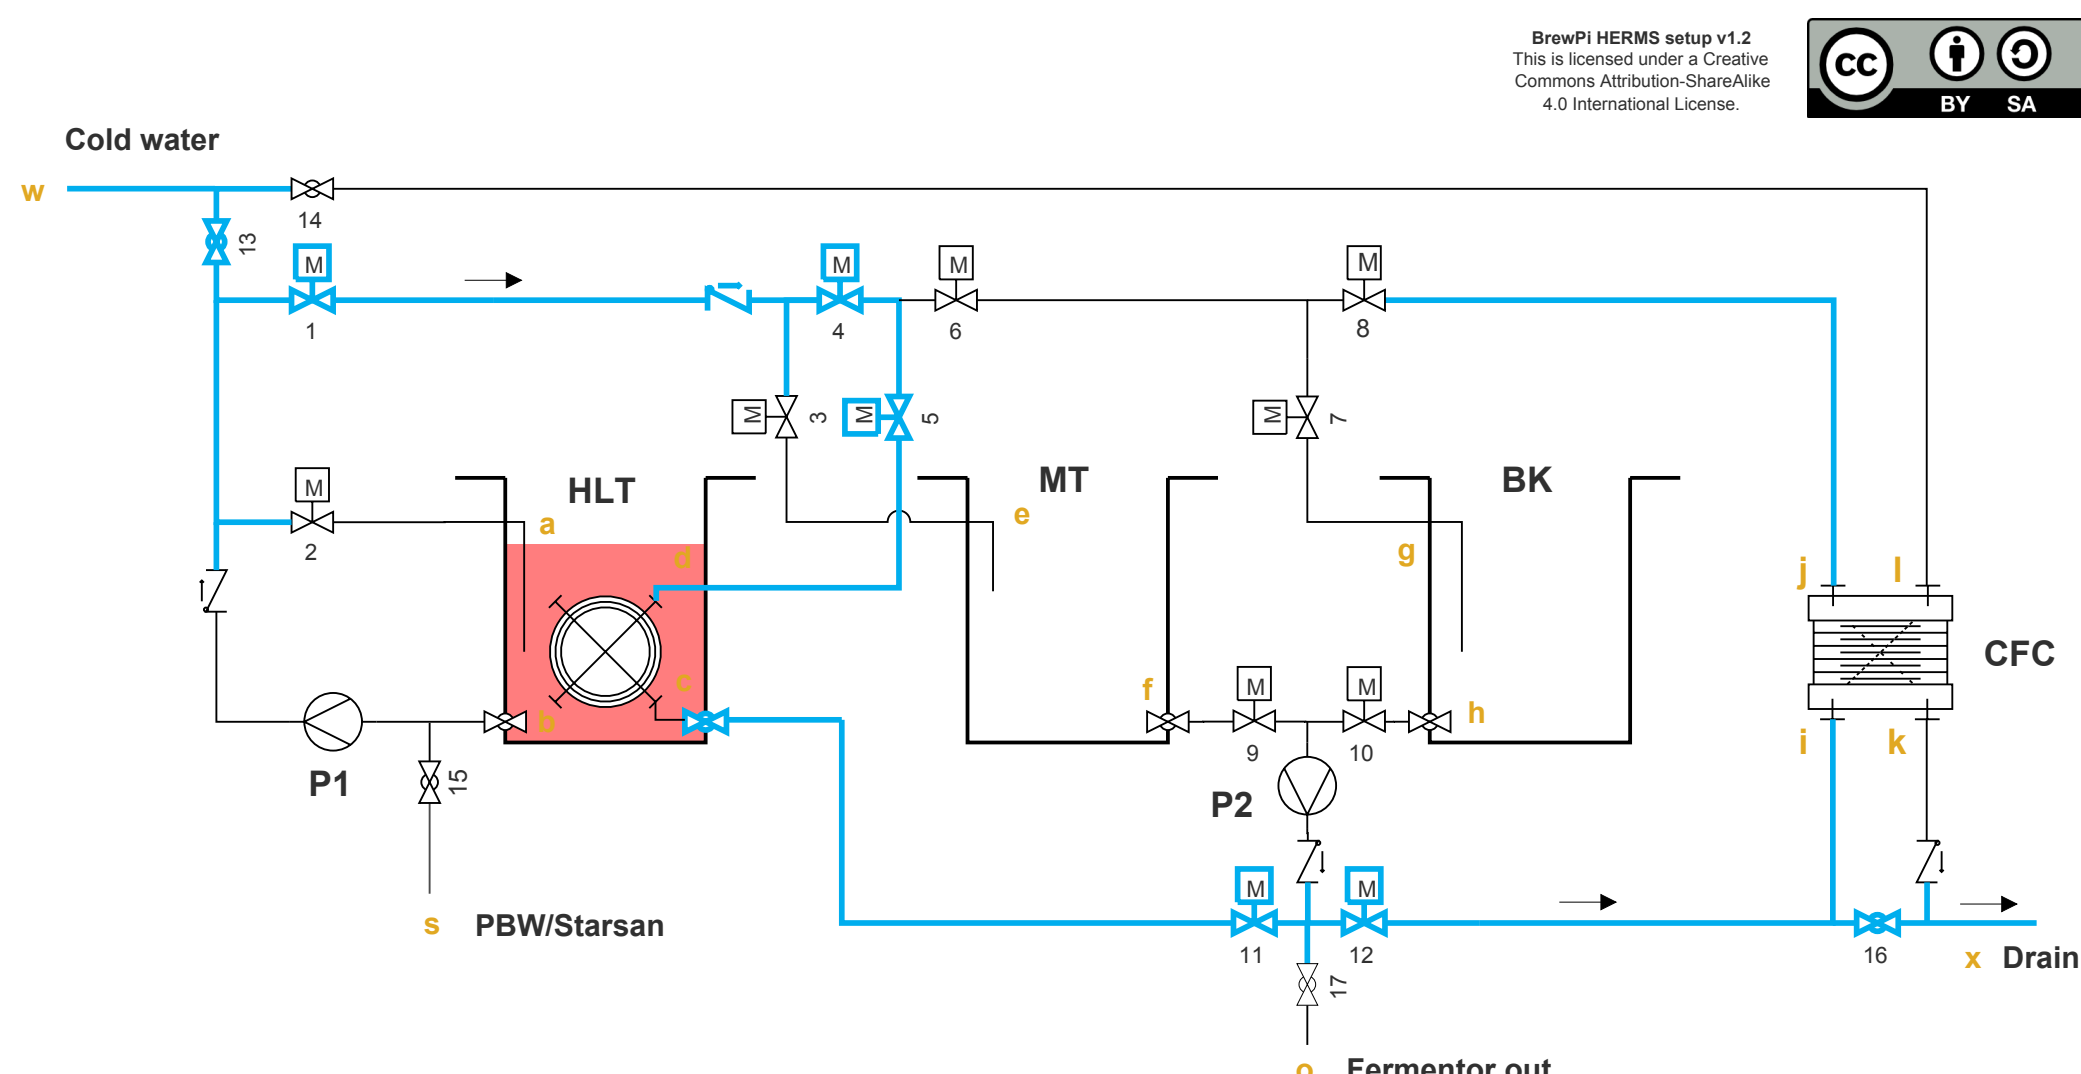 BrewPi HERMS setup v1.2
This is licensed under a Creative
Commons Attribution-ShareAlike
4.0 International License.
cc
BY SA
Cold water
w
14
13
M
M
M
M
1
4
6
8
M
3
M
5
M
7
HLT
MT
BK
M
2
a
d
e
g
j
l
c
b
f
M
M
h
CFC
9
10
i
k
P1
15
P2
M
M
s
PBW/Starsan
11
12
16
x
Drain
17
o
Fermentor out